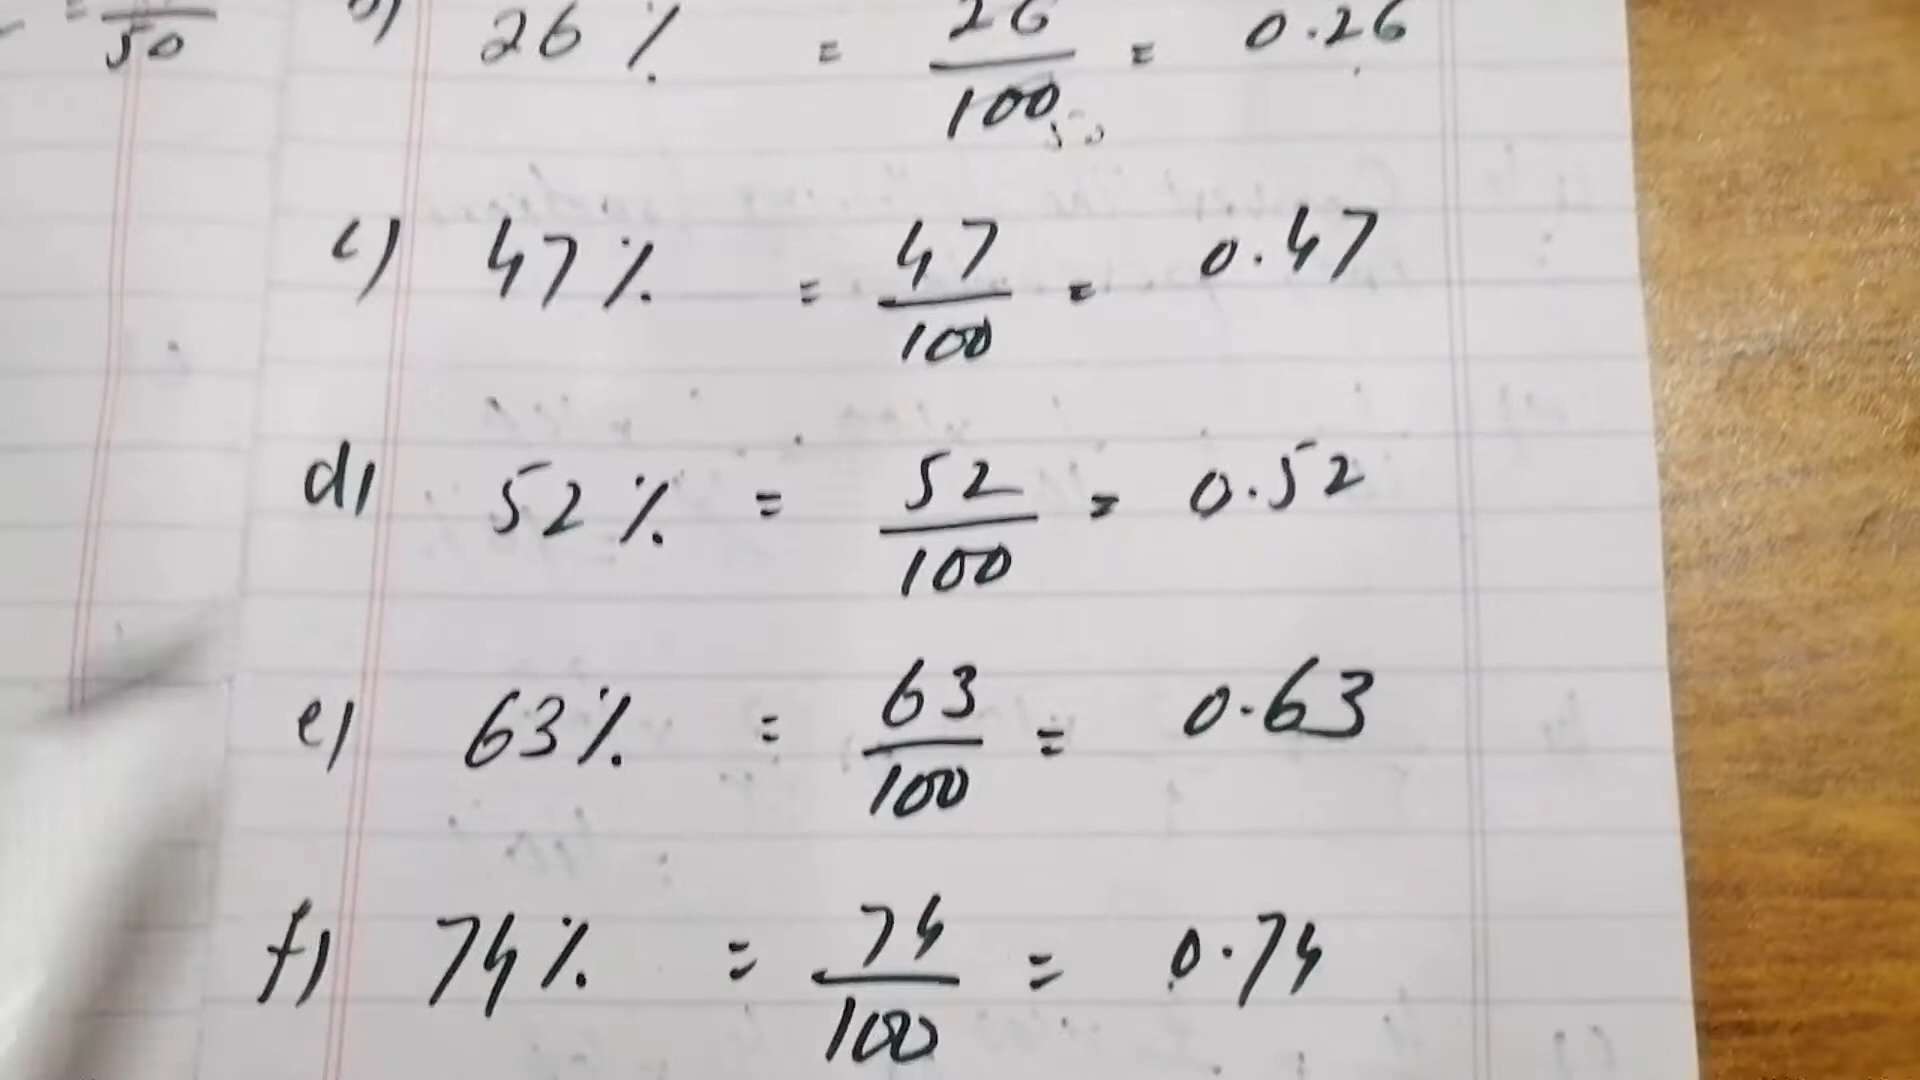 = /50 b) 26% = 26/100 = 0.26
c) 47% = 47/100 = 0.47
d) 52% = 52/100 = 0.52
e) 63% = 63/100 = 0.63
f) 74% = 74/100 = 0.74